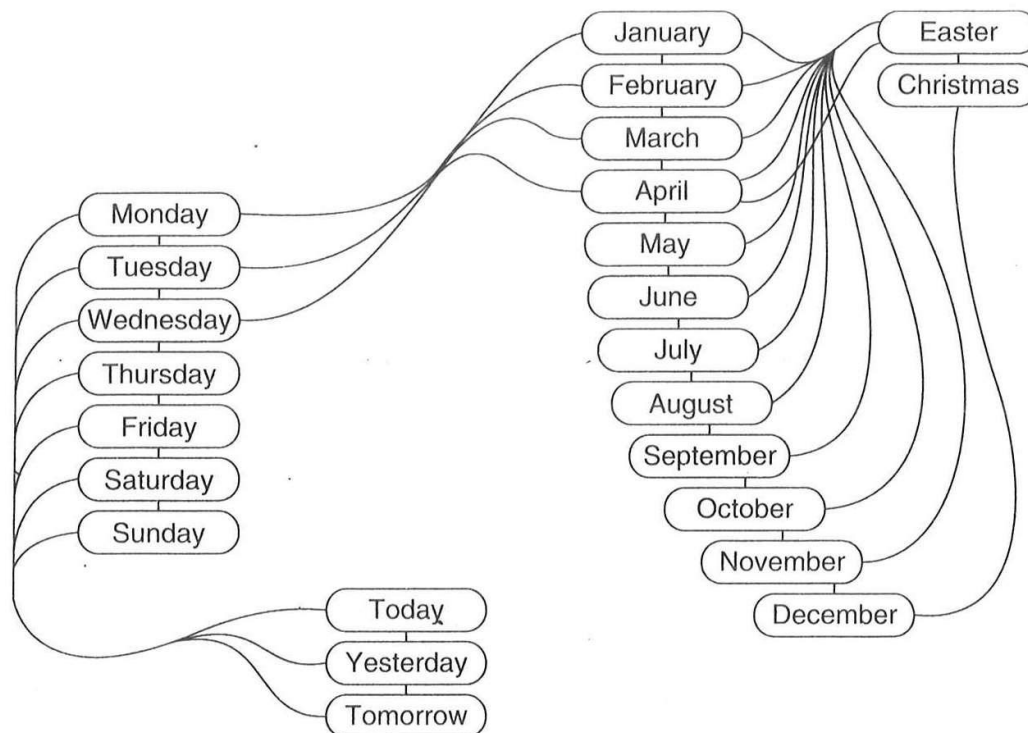 January
February
March
April
May
June
July
August
September
October
November
December
Easter
Christmas
Monday
Tuesday
Wednesday
Thursday
Friday
Saturday
Sunday
Today
Yesterday
Tomorrow